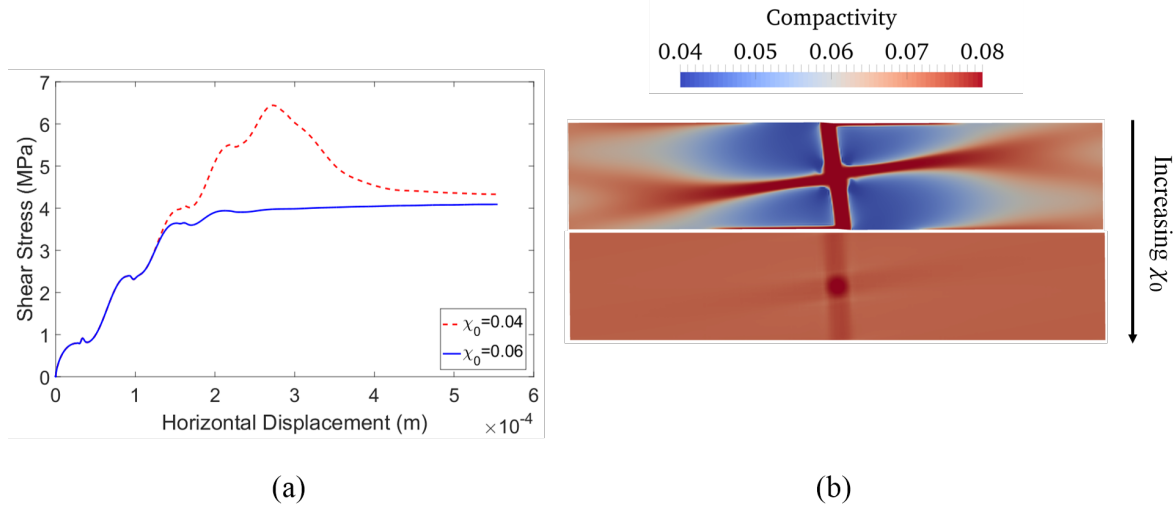 7
6
5
4
3
2
1
0
Shear Stress (MPa)
χ₀=0.04
χ₀=0.06
0 1 2 3 4 5 6
Horizontal Displacement (m)
×10⁻⁴
(a)
Compactivity
0.04 0.05 0.06 0.07 0.08
Increasing χ₀
(b)